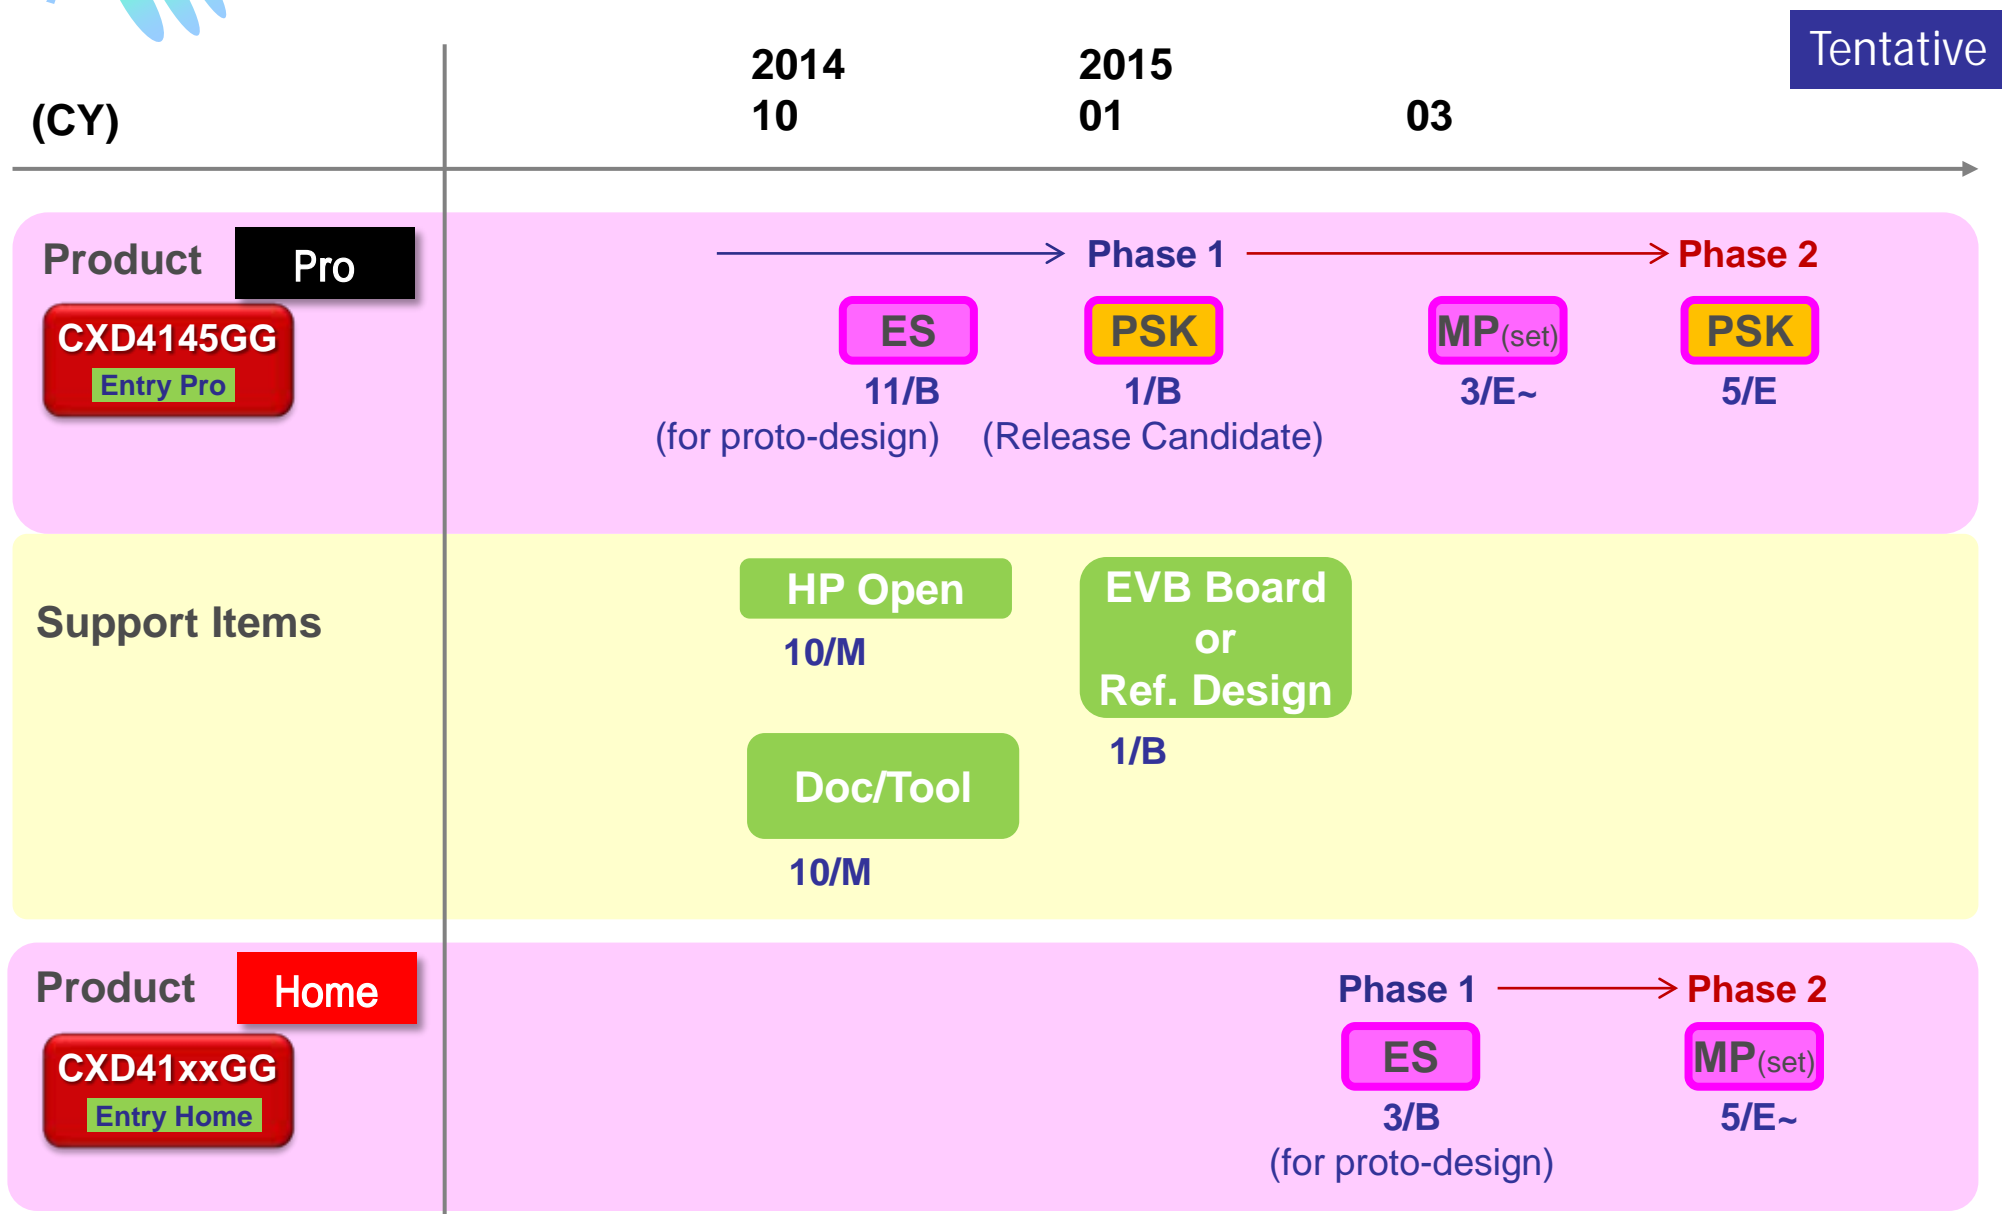 Tentative
2014
2015
(CY)
10
01
03
Product
Pro
Phase 1
Phase 2
CXD4145GG
Entry Pro
ES
PSK
MP(set)
PSK
11/B
1/B
3/E~
5/E
(for proto-design)
(Release Candidate)
Support Items
HP Open
10/M
EVB Board
or
Ref. Design
1/B
Doc/Tool
10/M
Product
Home
Phase 1
Phase 2
CXD41xxGG
Entry Home
ES
MP(set)
3/B
5/E~
(for proto-design)